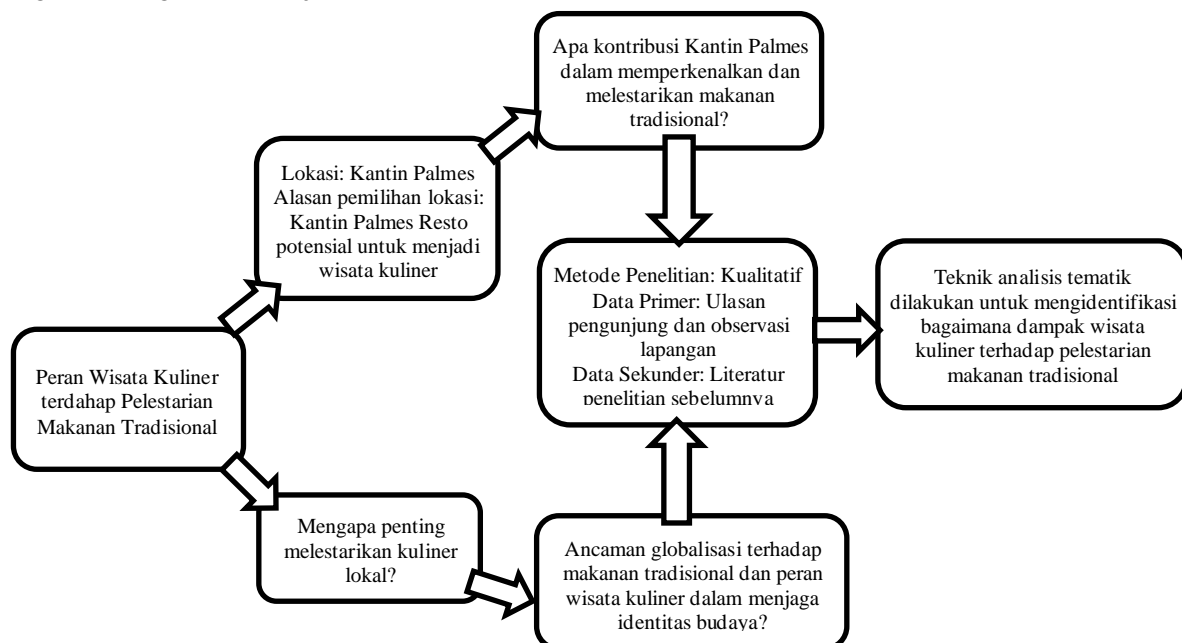 Peran Wisata Kuliner
terdahap Pelestarian
Makanan Tradisional
Lokasi: Kantin Palmes
Alasan pemilihan lokasi:
Kantin Palmes Resto
potensial untuk menjadi
wisata kuliner
Apa kontribusi Kantin Palmes
dalam memperkenalkan dan
melestarikan makanan
tradisional?
Mengapa penting
melestarikan kuliner
lokal?
Ancaman globalisasi terhadap
makanan tradisional dan peran
wisata kuliner dalam menjaga
identitas budaya?
Metode Penelitian: Kualitatif
Data Primer: Ulasan
pengunjung dan observasi
lapangan
Data Sekunder: Literatur
penelitian sebelumnya
Teknik analisis tematik
dilakukan untuk mengidentifikasi
bagaimana dampak wisata
kuliner terhadap pelestarian
makanan tradisional